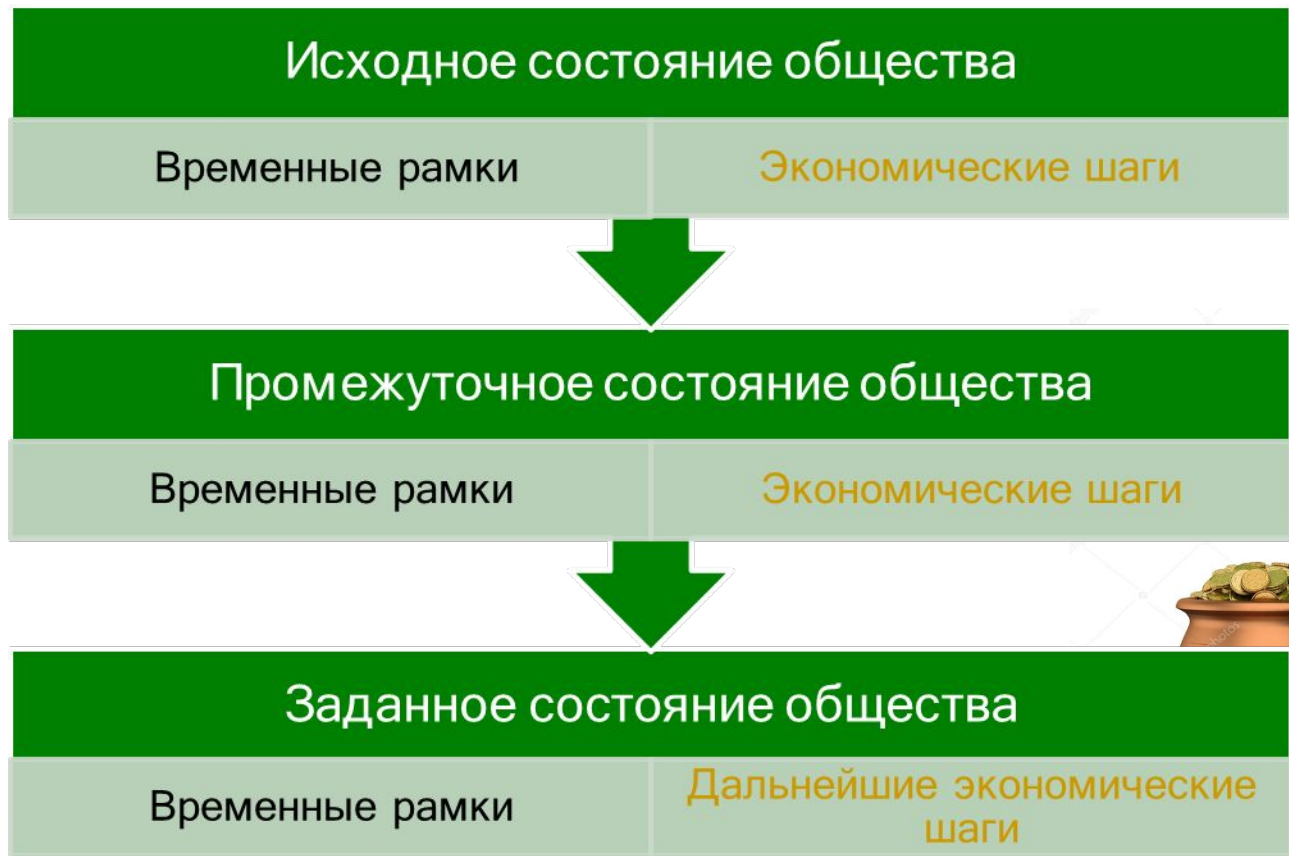 Исходное состояние общества
Временные рамки
Экономические шаги
Промежуточное состояние общества
Временные рамки
Экономические шаги
Заданное состояние общества
Временные рамки
Дальнейшие экономические
шаги